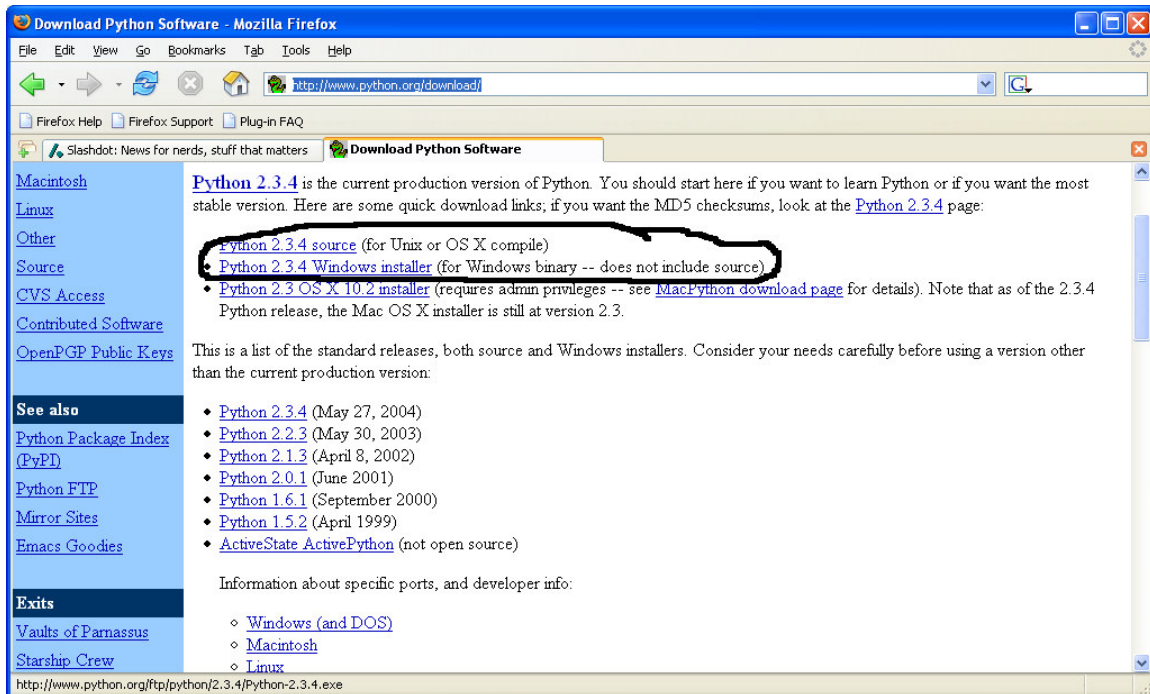 Download Python Software - Mozilla Firefox
File Edit View Go Bookmarks Tab Tools Help
http://www.python.org/download/
G
Firefox Help Firefox Support Plug-in FAQ
Slashdot: News for nerds, stuff that matters Download Python Software
Macintosh
Linux
Other
Source
CVS Access
Contributed Software
OpenPGP Public Keys
See also
Python Package Index
(PyPI)
Python FTP
Mirror Sites
Emacs Goodies
Exits
Vaults of Parnassus
Starship Crew
Python 2.3.4 is the current production version of Python. You should start here if you want to learn Python or if you want the most
stable version. Here are some quick download links; if you want the MD5 checksums, look at the Python 2.3.4 page:
Python 2.3.4 source (for Unix or OS X compile)
• Python 2.3.4 Windows installer (for Windows binary -- does not include source)
• Python 2.3 OS X 10.2 installer (requires admin privileges -- see MacPython download page for details). Note that as of the 2.3.4
Python release, the Mac OS X installer is still at version 2.3.
This is a list of the standard releases, both source and Windows installers. Consider your needs carefully before using a version other
than the current production version:
• Python 2.3.4 (May 27, 2004)
• Python 2.2.3 (May 30, 2003)
• Python 2.1.3 (April 8, 2002)
• Python 2.0.1 (June 2001)
• Python 1.6.1 (September 2000)
• Python 1.5.2 (April 1999)
• ActiveState ActivePython (not open source)
Information about specific ports, and developer info:
◦ Windows (and DOS)
◦ Macintosh
◦ Linux
http://www.python.org/ftp/python/2.3.4/Python-2.3.4.exe